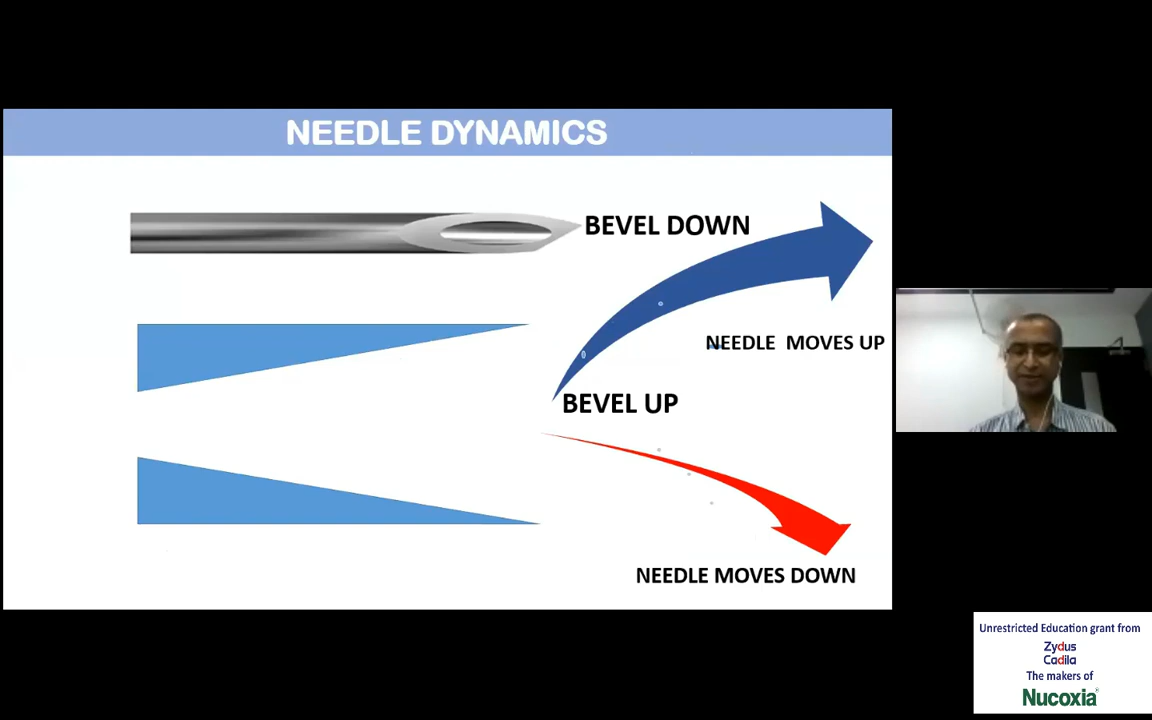 NEEDLE DYNAMICS
BEVEL DOWN
NEEDLE  MOVES UP
BEVEL UP
NEEDLE MOVES DOWN
Unrestricted Education grant from
Zydus
Cadila
The makers of
Nucoxia